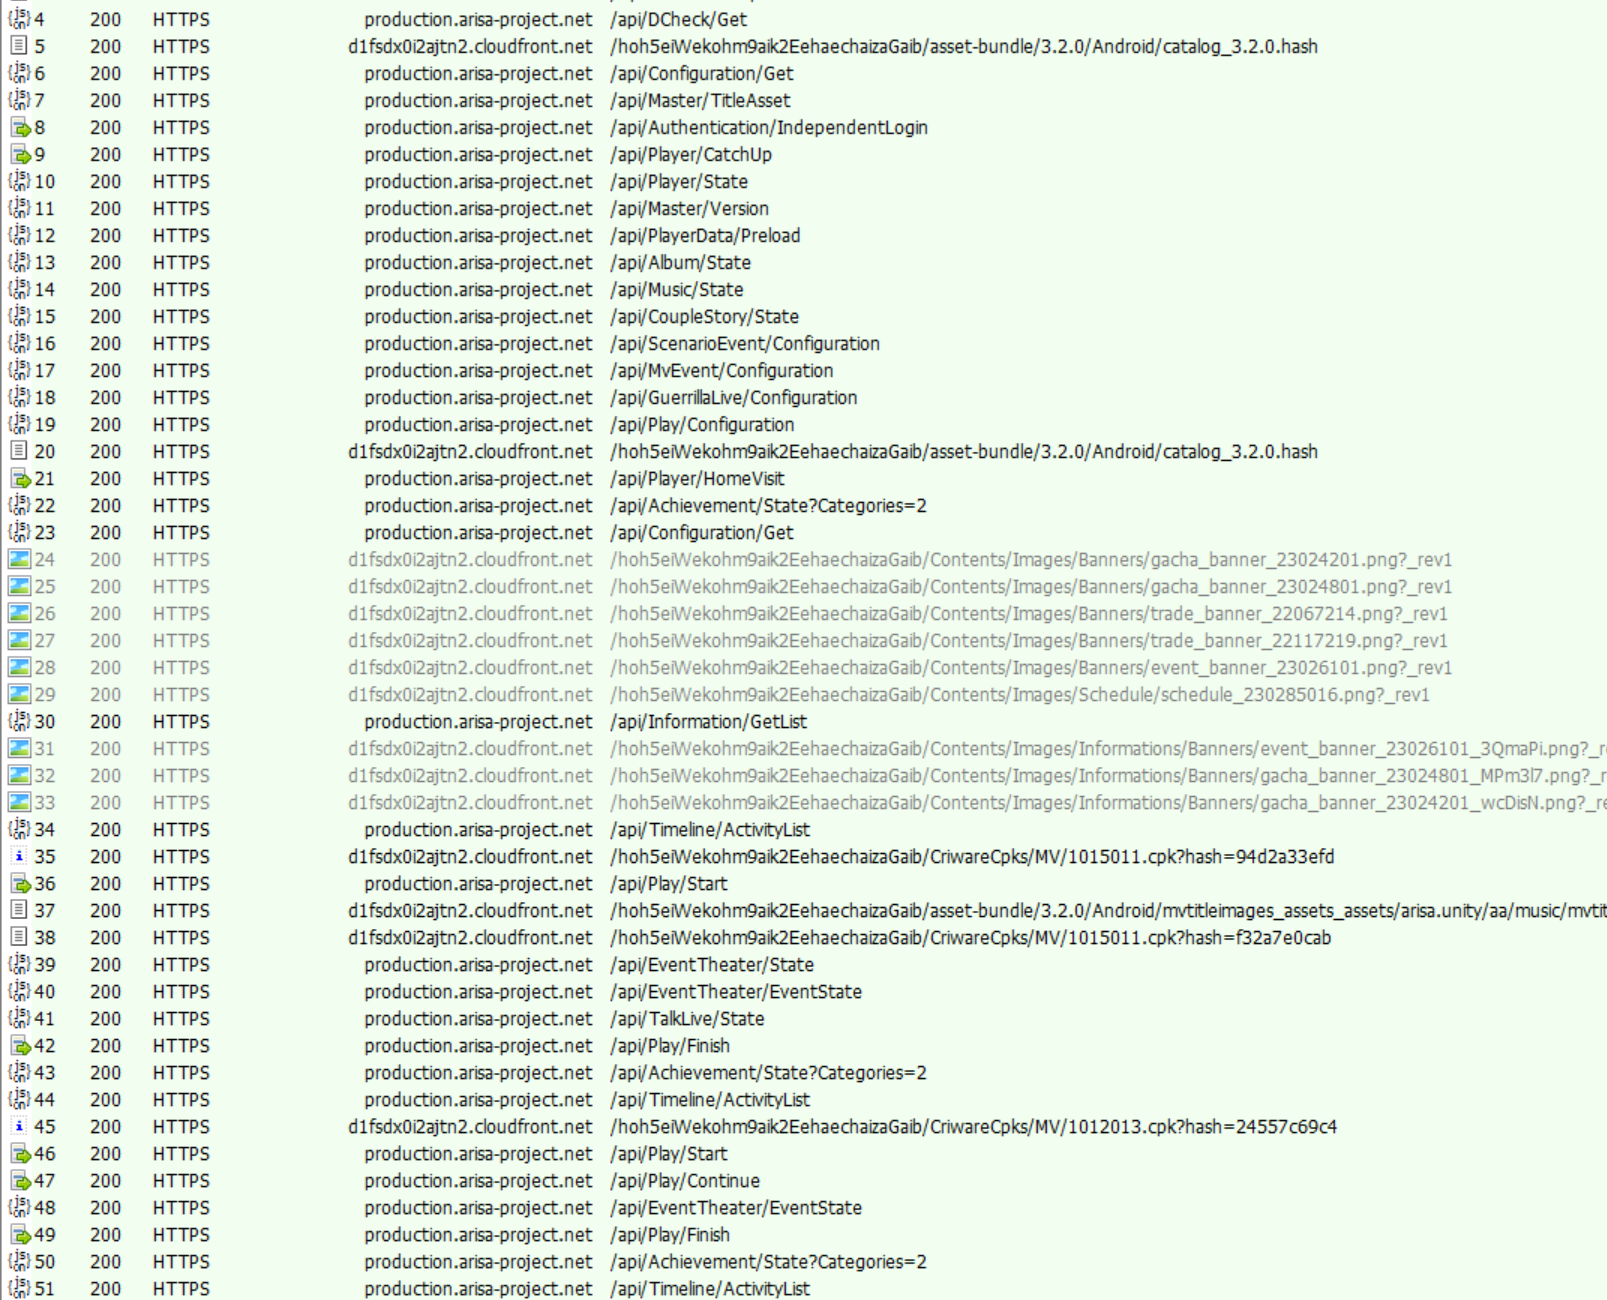 4 200 HTTPS production.arisa-project.net /api/DCheck/Get
5 200 HTTPS d1fsdx0i2ajtn2.cloudfront.net /hoh5eiWekohm9aik2EehaechaizaGaib/asset-bundle/3.2.0/Android/catalog_3.2.0.hash
6 200 HTTPS production.arisa-project.net /api/Configuration/Get
7 200 HTTPS production.arisa-project.net /api/Master/TitleAsset
8 200 HTTPS production.arisa-project.net /api/Authentication/IndependentLogin
9 200 HTTPS production.arisa-project.net /api/Player/CatchUp
10 200 HTTPS production.arisa-project.net /api/Player/State
11 200 HTTPS production.arisa-project.net /api/Master/Version
12 200 HTTPS production.arisa-project.net /api/PlayerData/Preload
13 200 HTTPS production.arisa-project.net /api/Album/State
14 200 HTTPS production.arisa-project.net /api/Music/State
15 200 HTTPS production.arisa-project.net /api/CoupleStory/State
16 200 HTTPS production.arisa-project.net /api/ScenarioEvent/Configuration
17 200 HTTPS production.arisa-project.net /api/MvEvent/Configuration
18 200 HTTPS production.arisa-project.net /api/GuerrillaLive/Configuration
19 200 HTTPS production.arisa-project.net /api/Play/Configuration
20 200 HTTPS d1fsdx0i2ajtn2.cloudfront.net /hoh5eiWekohm9aik2EehaechaizaGaib/asset-bundle/3.2.0/Android/catalog_3.2.0.hash
21 200 HTTPS production.arisa-project.net /api/Player/HomeVisit
22 200 HTTPS production.arisa-project.net /api/Achievement/State?Categories=2
23 200 HTTPS production.arisa-project.net /api/Configuration/Get
24 200 HTTPS d1fsdx0i2ajtn2.cloudfront.net /hoh5eiWekohm9aik2EehaechaizaGaib/Contents/Images/Banners/gacha_banner_23024201.png?_rev1
25 200 HTTPS d1fsdx0i2ajtn2.cloudfront.net /hoh5eiWekohm9aik2EehaechaizaGaib/Contents/Images/Banners/gacha_banner_23024801.png?_rev1
26 200 HTTPS d1fsdx0i2ajtn2.cloudfront.net /hoh5eiWekohm9aik2EehaechaizaGaib/Contents/Images/Banners/trade_banner_22067214.png?_rev1
27 200 HTTPS d1fsdx0i2ajtn2.cloudfront.net /hoh5eiWekohm9aik2EehaechaizaGaib/Contents/Images/Banners/trade_banner_22117219.png?_rev1
28 200 HTTPS d1fsdx0i2ajtn2.cloudfront.net /hoh5eiWekohm9aik2EehaechaizaGaib/Contents/Images/Banners/event_banner_23026101.png?_rev1
29 200 HTTPS d1fsdx0i2ajtn2.cloudfront.net /hoh5eiWekohm9aik2EehaechaizaGaib/Contents/Images/Schedule/schedule_230285016.png?_rev1
30 200 HTTPS production.arisa-project.net /api/Information/GetList
31 200 HTTPS d1fsdx0i2ajtn2.cloudfront.net /hoh5eiWekohm9aik2EehaechaizaGaib/Contents/Images/Informations/Banners/event_banner_23026101_3QmaPi.png?_r
32 200 HTTPS d1fsdx0i2ajtn2.cloudfront.net /hoh5eiWekohm9aik2EehaechaizaGaib/Contents/Images/Informations/Banners/gacha_banner_23024801_MPm3l7.png?_r
33 200 HTTPS d1fsdx0i2ajtn2.cloudfront.net /hoh5eiWekohm9aik2EehaechaizaGaib/Contents/Images/Informations/Banners/gacha_banner_23024201_wcDisN.png?_re
34 200 HTTPS production.arisa-project.net /api/Timeline/ActivityList
35 200 HTTPS d1fsdx0i2ajtn2.cloudfront.net /hoh5eiWekohm9aik2EehaechaizaGaib/CriwareCpks/MV/1015011.cpk?hash=94d2a33efd
36 200 HTTPS production.arisa-project.net /api/Play/Start
37 200 HTTPS d1fsdx0i2ajtn2.cloudfront.net /hoh5eiWekohm9aik2EehaechaizaGaib/asset-bundle/3.2.0/Android/mvtitleimages_assets_assets/arisa.unity/aa/music/mvtit
38 200 HTTPS d1fsdx0i2ajtn2.cloudfront.net /hoh5eiWekohm9aik2EehaechaizaGaib/CriwareCpks/MV/1015011.cpk?hash=f32a7e0cab
39 200 HTTPS production.arisa-project.net /api/EventTheater/State
40 200 HTTPS production.arisa-project.net /api/EventTheater/EventState
41 200 HTTPS production.arisa-project.net /api/TalkLive/State
42 200 HTTPS production.arisa-project.net /api/Play/Finish
43 200 HTTPS production.arisa-project.net /api/Achievement/State?Categories=2
44 200 HTTPS production.arisa-project.net /api/Timeline/ActivityList
45 200 HTTPS d1fsdx0i2ajtn2.cloudfront.net /hoh5eiWekohm9aik2EehaechaizaGaib/CriwareCpks/MV/1012013.cpk?hash=24557c69c4
46 200 HTTPS production.arisa-project.net /api/Play/Start
47 200 HTTPS production.arisa-project.net /api/Play/Continue
48 200 HTTPS production.arisa-project.net /api/EventTheater/EventState
49 200 HTTPS production.arisa-project.net /api/Play/Finish
50 200 HTTPS production.arisa-project.net /api/Achievement/State?Categories=2
51 200 HTTPS production.arisa-project.net /api/Timeline/ActivityList